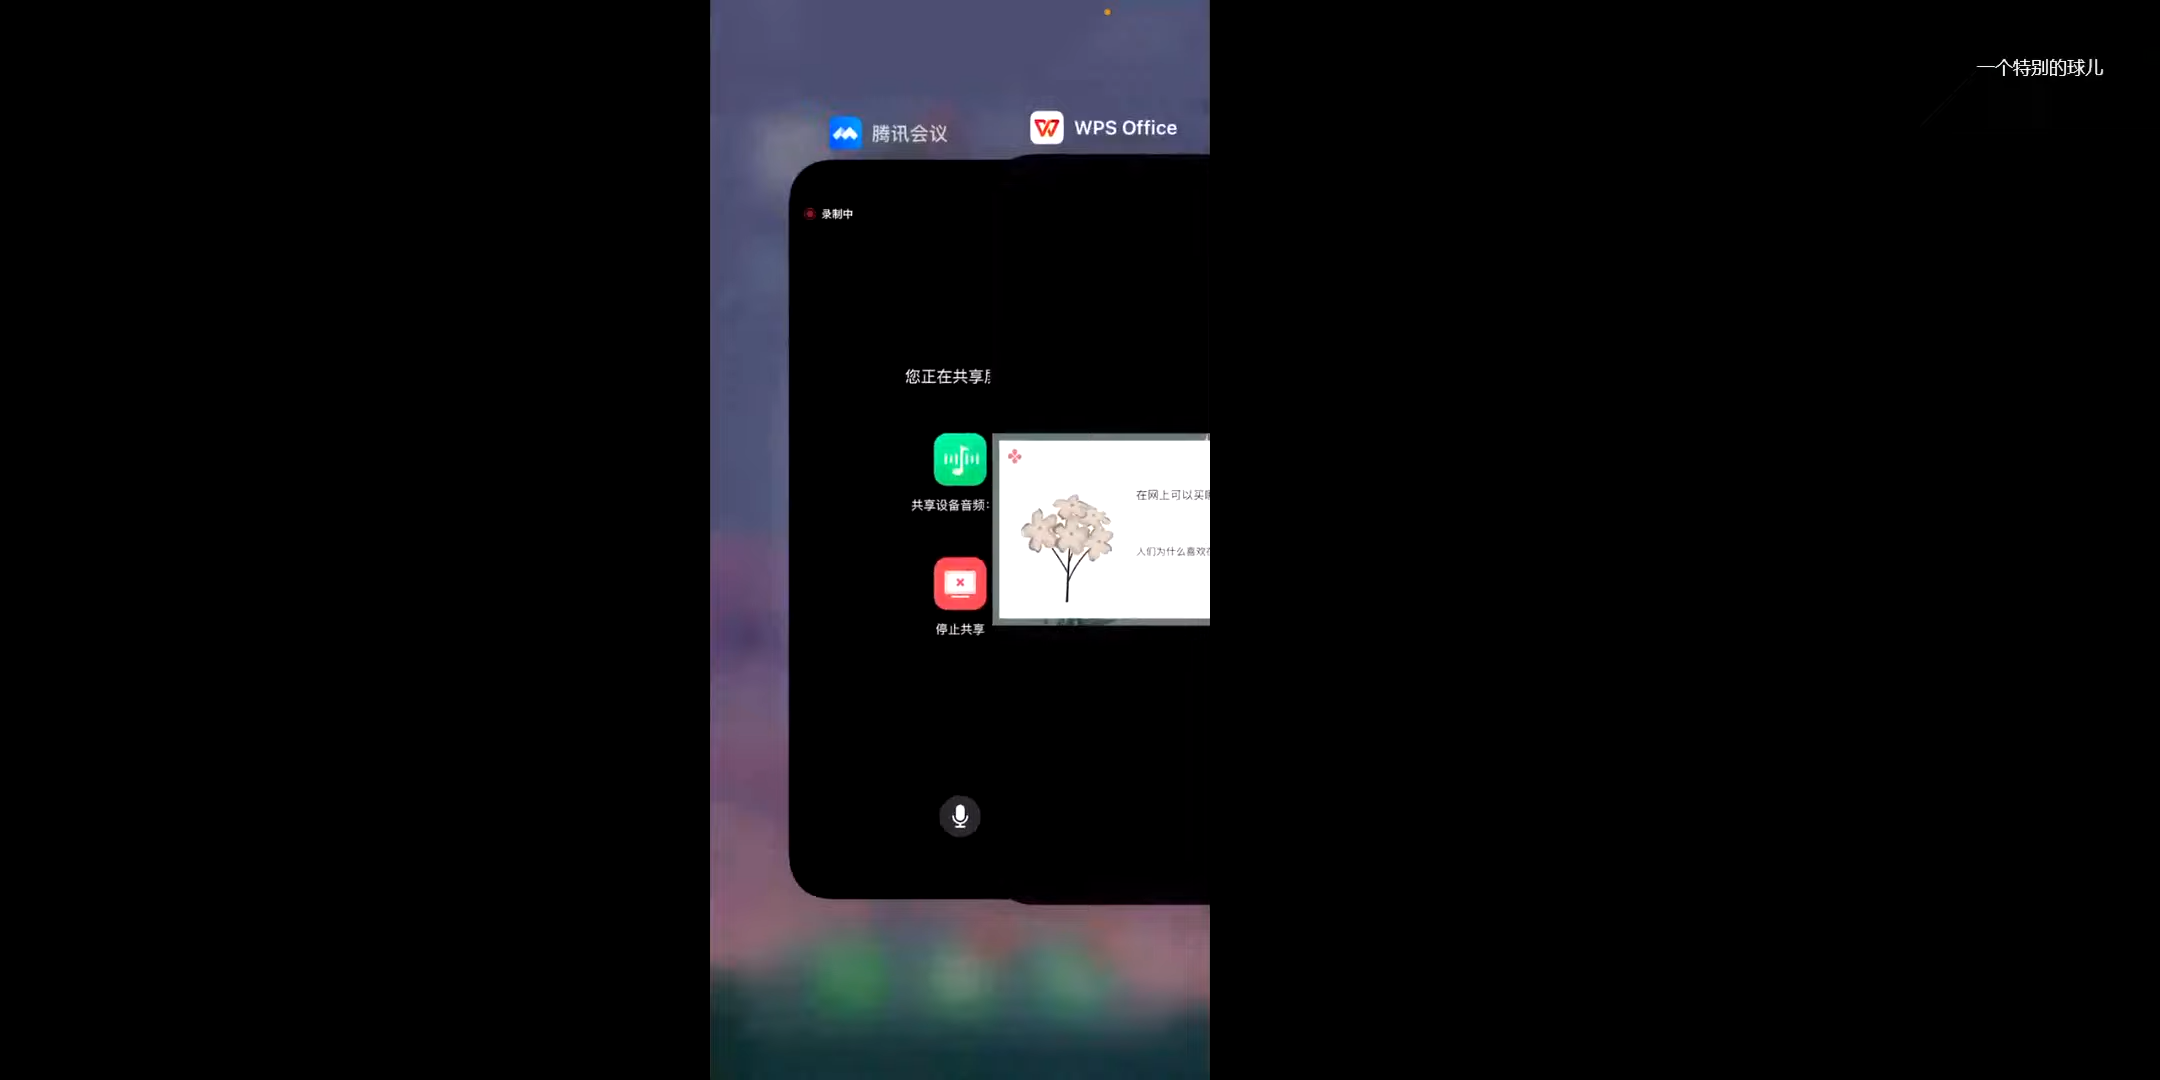 一个特别的球儿
腾讯会议
WPS Office
录制中
您正在共享
共享设备音频:
停止共享
在网上可以买
人们为什么喜欢